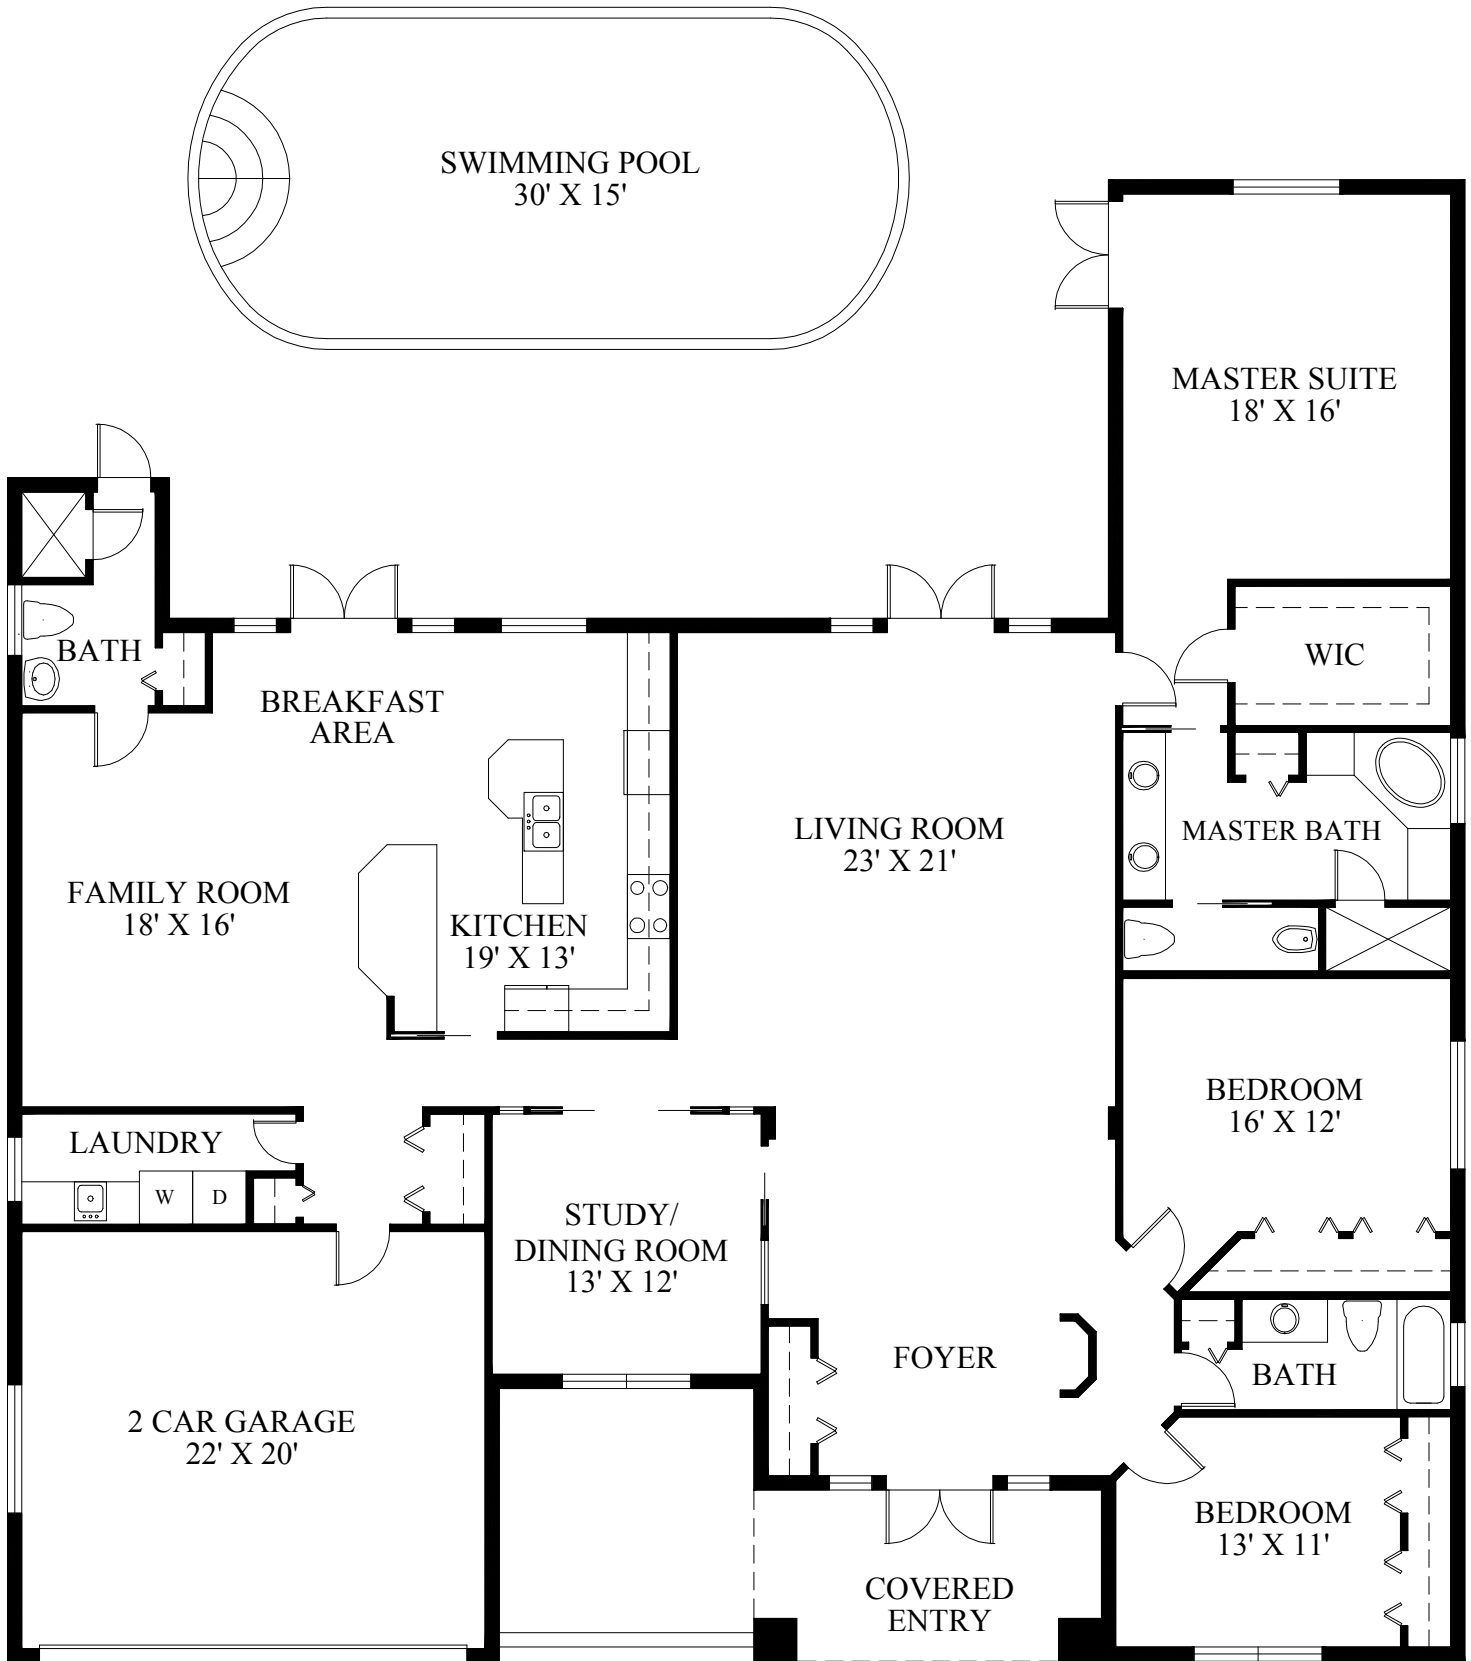 SWIMMING POOL
30' X 15'
MASTER SUITE
18' X 16'
BATH
WIC
BREAKFAST
AREA
LIVING ROOM
23' X 21'
MASTER BATH
FAMILY ROOM
18' X 16'
KITCHEN
19' X 13'
BEDROOM
16' X 12'
LAUNDRY
W
D
STUDY/
DINING ROOM
13' X 12'
FOYER
BATH
2 CAR GARAGE
22' X 20'
BEDROOM
13' X 11'
COVERED
ENTRY